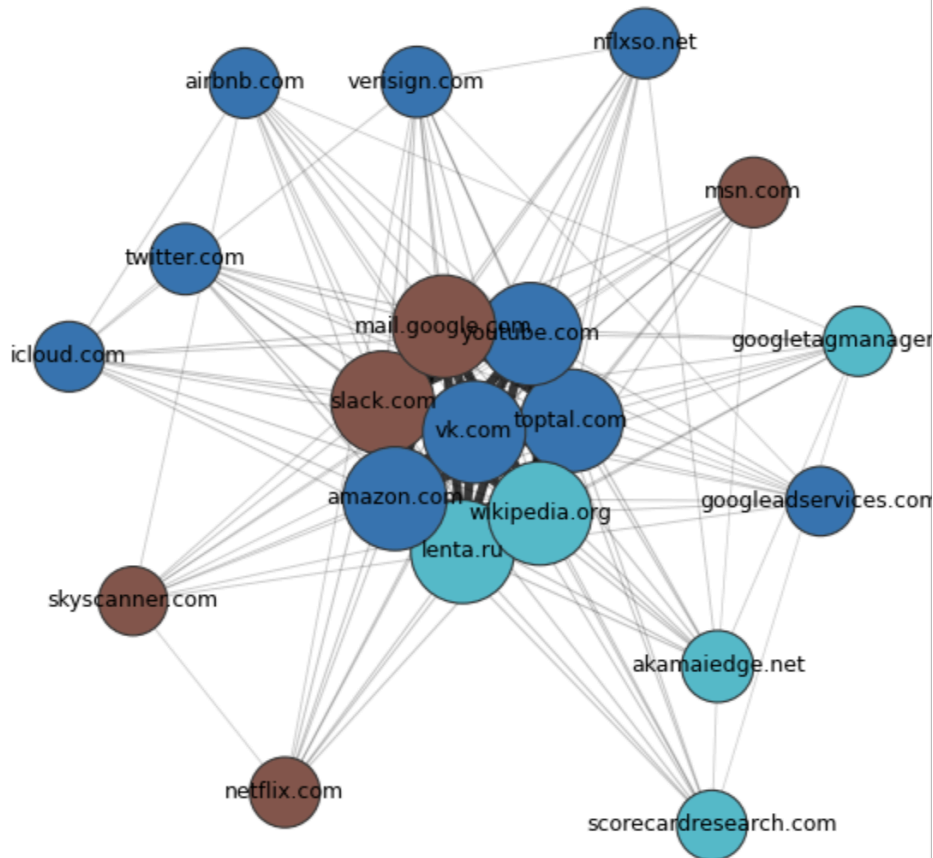 nflxso.net
airbnb.com
verisign.com
msn.com
twitter.com
mail.google.com
youtube.com
googletagmanager
icloud.com
slack.com
toptal.com
vk.com
amazon.com
wikipedia.org
googleadservices.com
lenta.ru
skyscanner.com
akamaiedge.net
netflix.com
scorecardresearch.com